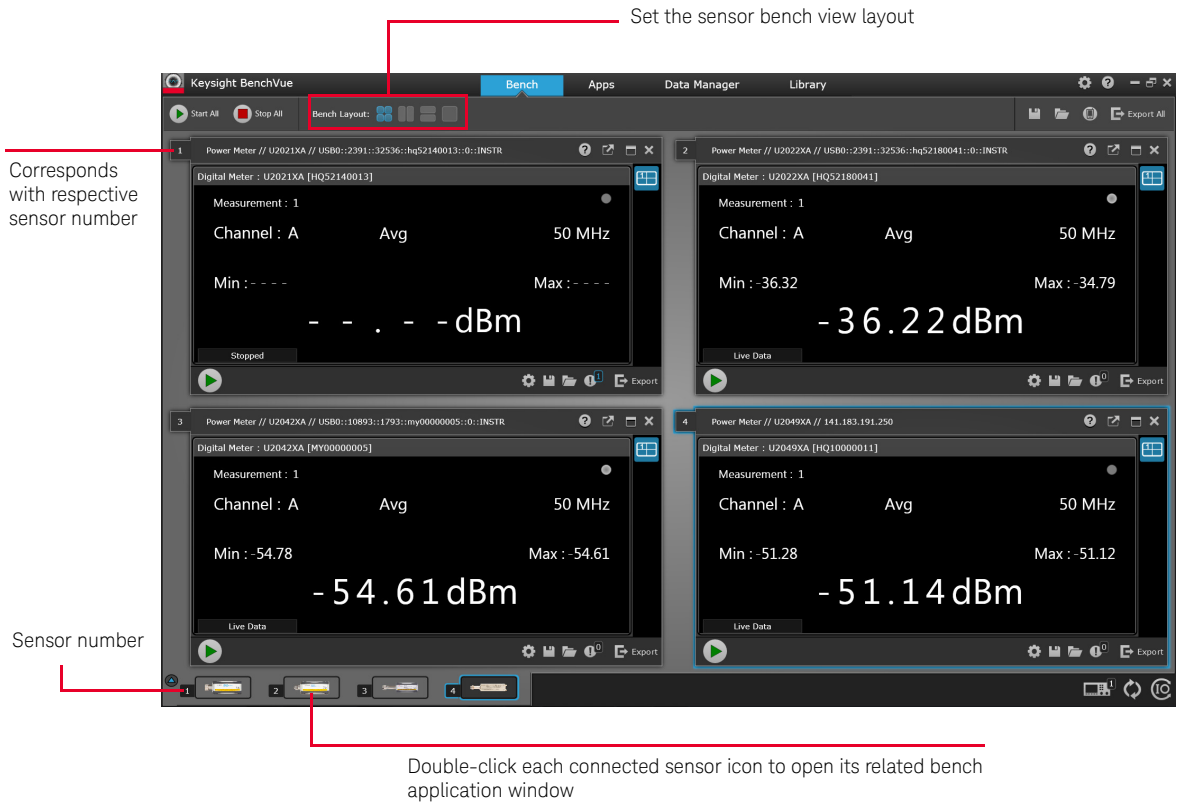 Set the sensor bench view layout
Keysight BenchVue
Bench Apps Data Manager Library
Start All Stop All Bench Layout: Export All
Corresponds
with respective
sensor number
1 Power Meter // U2021XA // USB0::2391::32536::hq52140013::0::INSTR
Digital Meter : U2021XA [HQ52140013]
Measurement : 1
Channel : A Avg 50 MHz
Min :- - - - Max :- - - -
- - . - - dBm
Stopped
1 Export
2 Power Meter // U2022XA // USB0::2391::32536::hq52180041::0::INSTR
Digital Meter : U2022XA [HQ52180041]
Measurement : 1
Channel : A Avg 50 MHz
Min :-36.32 Max :-34.79
-36.22dBm
Live Data
0 Export
3 Power Meter // U2042XA // USB0::10893::1793::my00000005::0::INSTR
Digital Meter : U2042XA [MY00000005]
Measurement : 1
Channel : A Avg 50 MHz
Min :-54.78 Max :-54.61
-54.61dBm
Live Data
0 Export
4 Power Meter // U2049XA // 141.183.191.250
Digital Meter : U2049XA [HQ10000011]
Measurement : 1
Channel : A Avg 50 MHz
Min :-51.28 Max :-51.12
-51.14dBm
Live Data
0 Export
Sensor number
1 2 3 4 1 IO
Double-click each connected sensor icon to open its related bench
application window